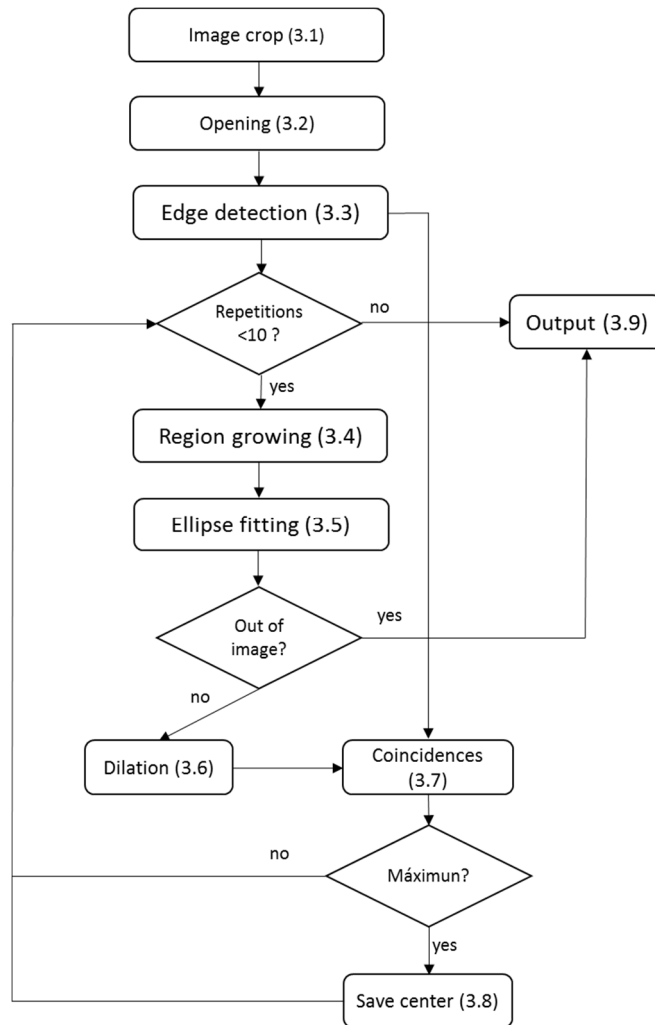 Image crop (3.1)
Opening (3.2)
Edge detection (3.3)
Repetitions
<10 ?
no
Output (3.9)
yes
Region growing (3.4)
Ellipse fitting (3.5)
Out of
image?
yes
no
Dilation (3.6)
Coincidences
(3.7)
no
Máximun?
yes
Save center (3.8)